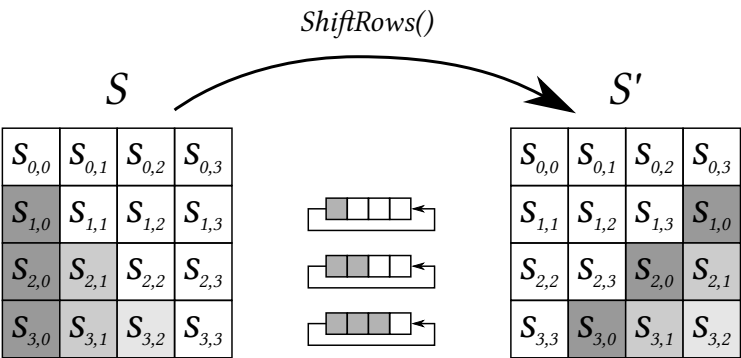 ShiftRows()
S S'
S0,0 S0,1 S0,2 S0,3 S0,0 S0,1 S0,2 S0,3
S1,0 S1,1 S1,2 S1,3 S1,1 S1,2 S1,3 S1,0
S2,0 S2,1 S2,2 S2,3 S2,2 S2,3 S2,0 S2,1
S3,0 S3,1 S3,2 S3,3 S3,3 S3,0 S3,1 S3,2